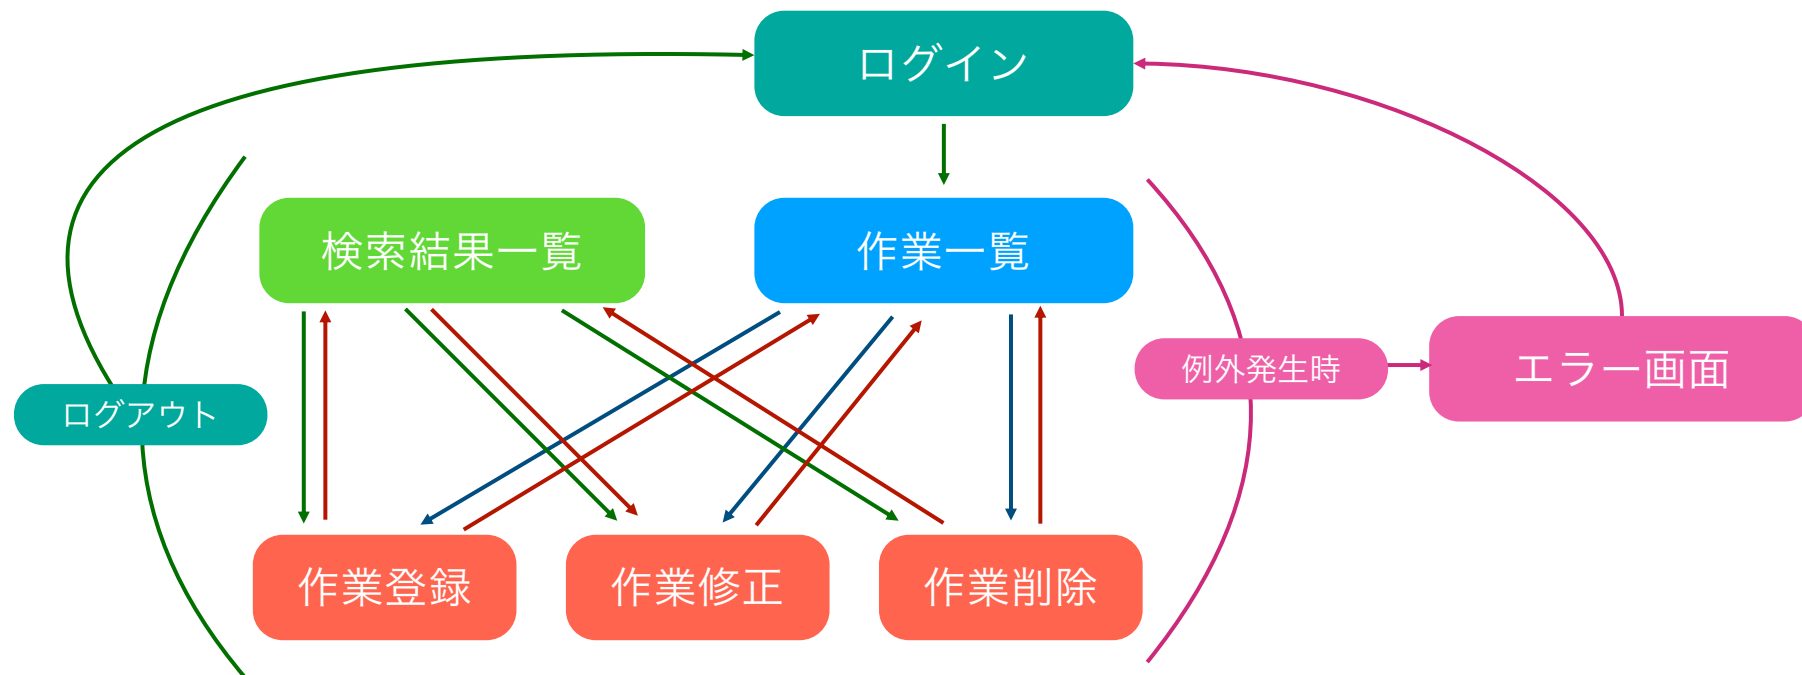 ログイン
検索結果一覧
作業一覧
例外発生時
エラー画面
ログアウト
作業登録
作業修正
作業削除